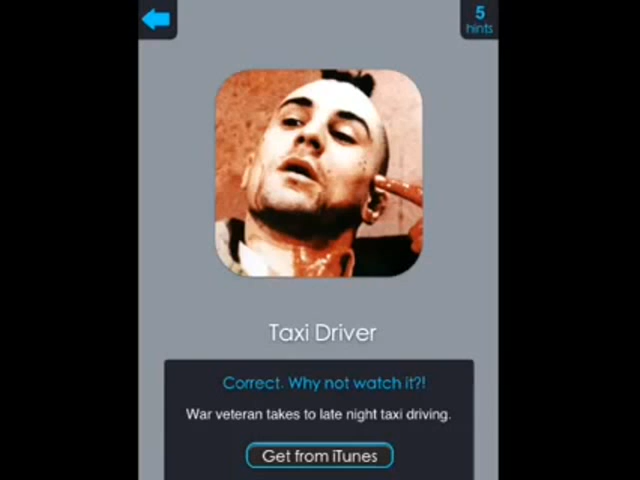 5
hints
Taxi Driver
Correct. Why not watch it?!
War veteran takes to late night taxi driving.
Get from iTunes